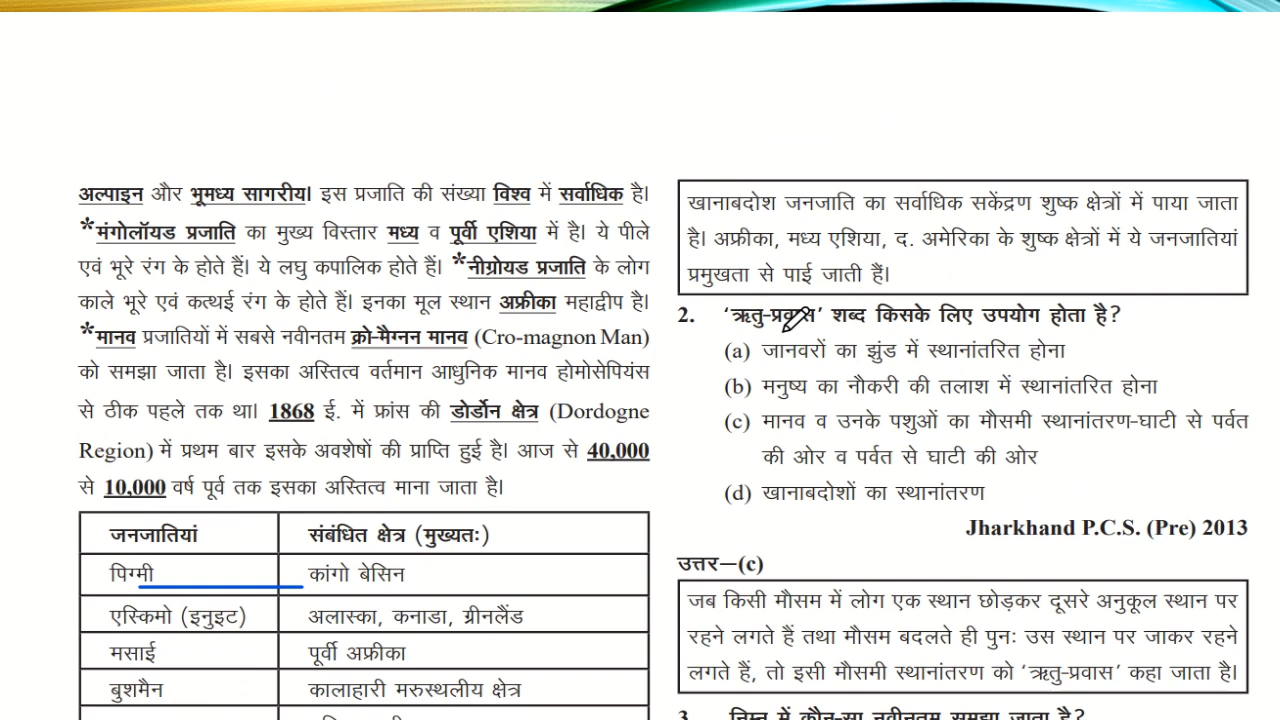 अल्पाइन और भूमध्य सागरीय। इस प्रजाति की संख्या विश्व में सर्वाधिक है।
*मंगोलॉयड प्रजाति का मुख्य विस्तार मध्य व पूर्वी एशिया में है। ये पीले
एवं भूरे रंग के होते हैं। ये लघु कपालिक होते हैं। *नीग्रोयड प्रजाति के लोग
काले भूरे एवं कत्थई रंग के होते हैं। इनका मूल स्थान अफ्रीका महाद्वीप है।
*मानव प्रजातियों में सबसे नवीनतम क्रो-मैग्नन मानव (Cro-magnon Man)
को समझा जाता है। इसका अस्तित्व वर्तमान आधुनिक मानव होमोसेपियंस
से ठीक पहले तक था। 1868 ई. में फ्रांस की डोर्डोन क्षेत्र (Dordogne
Region) में प्रथम बार इसके अवशेषों की प्राप्ति हुई है। आज से 40,000
से 10,000 वर्ष पूर्व तक इसका अस्तित्व माना जाता है।
जनजातियां संबंधित क्षेत्र (मुख्यतः)
पिग्मी कांगो बेसिन
एस्किमो (इनुइट) अलास्का, कनाडा, ग्रीनलैंड
मसाई पूर्वी अफ्रीका
बुशमैन कालाहारी मरुस्थलीय क्षेत्र
खानाबदोश जनजाति का सर्वाधिक सकेंद्रण शुष्क क्षेत्रों में पाया जाता
है। अफ्रीका, मध्य एशिया, द. अमेरिका के शुष्क क्षेत्रों में ये जनजातियां
प्रमुखता से पाई जाती हैं।
2. ‘ऋतु-प्रवास’ शब्द किसके लिए उपयोग होता है?
(a) जानवरों का झुंड में स्थानांतरित होना
(b) मनुष्य का नौकरी की तलाश में स्थानांतरित होना
(c) मानव व उनके पशुओं का मौसमी स्थानांतरण-घाटी से पर्वत
की ओर व पर्वत से घाटी की ओर
(d) खानाबदोशों का स्थानांतरण
Jharkhand P.C.S. (Pre) 2013
उत्तर—(c)
जब किसी मौसम में लोग एक स्थान छोड़कर दूसरे अनुकूल स्थान पर
रहने लगते हैं तथा मौसम बदलते ही पुनः उस स्थान पर जाकर रहने
लगते हैं, तो इसी मौसमी स्थानांतरण को ‘ऋतु-प्रवास’ कहा जाता है।
3. निम्न में कौन-सा नवीनतम समझा जाता है?